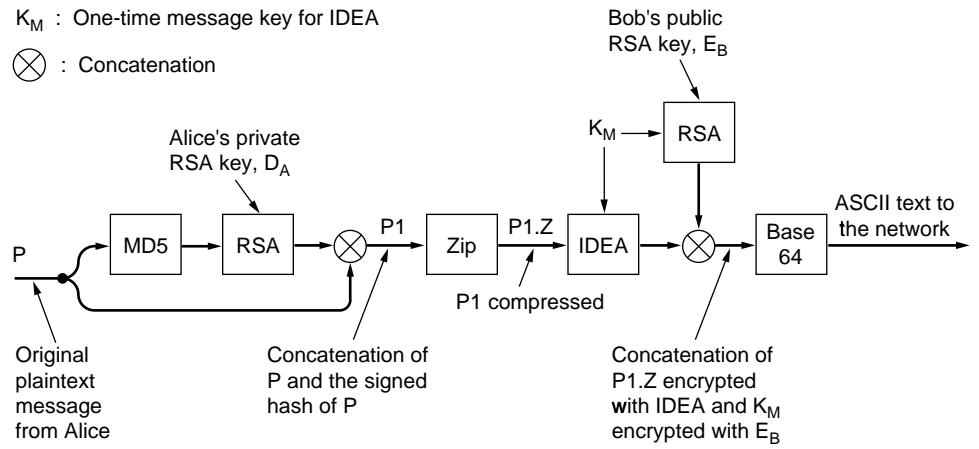 K_M : One-time message key for IDEA
: Concatenation
Bob's public
RSA key, E_B
Alice's private
RSA key, D_A
K_M
RSA
ASCII text to
the network
P
MD5
RSA
P1
Zip
P1.Z
IDEA
Base
64
P1 compressed
Original
plaintext
message
from Alice
Concatenation of
P and the signed
hash of P
Concatenation of
P1.Z encrypted
with IDEA and K_M
encrypted with E_B